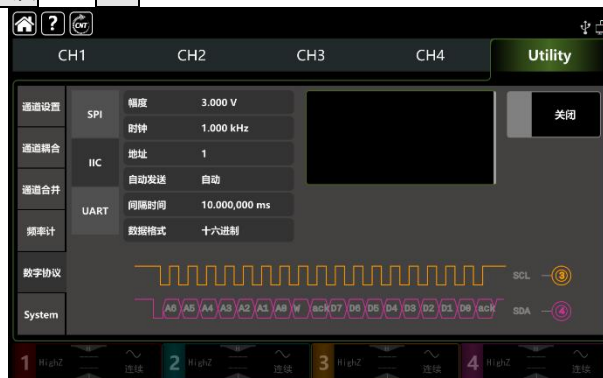 ? CNT
CH1 CH2 CH3 CH4 Utility
通道设置
通道耦合
通道合并
频率计
数字协议
System
SPI
IIC
UART
幅度 3.000 V
时钟 1.000 kHz
地址 1
自动发送 自动
间隔时间 10.000,000 ms
数据格式 十六进制
关闭
SCL 3
A6 A5 A4 A3 A2 A1 A0 W ack D7 D6 D5 D4 D3 D2 D1 D0 ack SDA 4
1 HighZ 连续 2 HighZ 连续 3 HighZ 连续 4 HighZ 连续